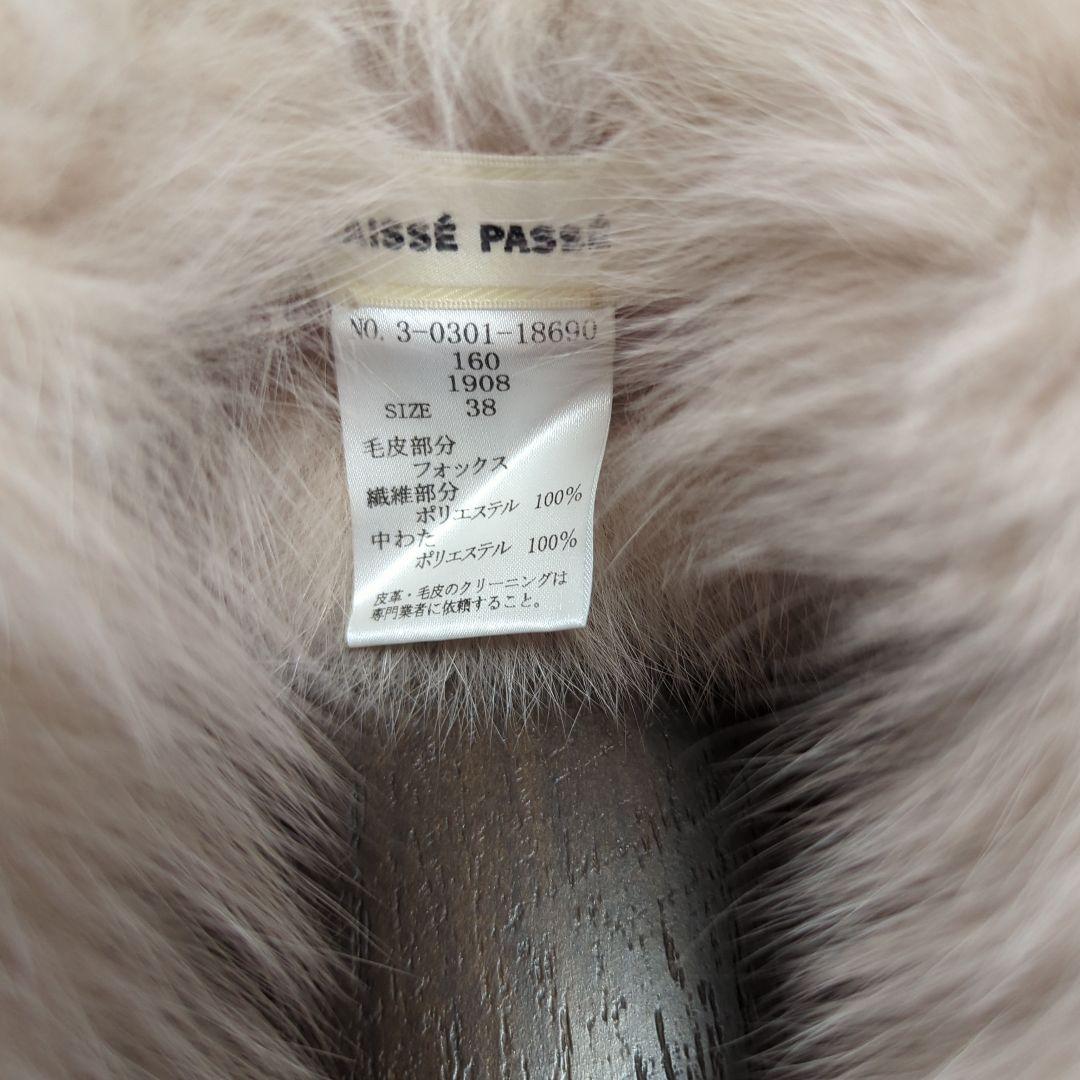 AISSÉ PASSÉ
NO. 3-0301-18690
160
1908
SIZE 38
毛皮部分
フォックス
繊維部分
ポリエステル 100%
中わた
ポリエステル 100%
皮革・毛皮のクリーニングは
専門業者に依頼すること。